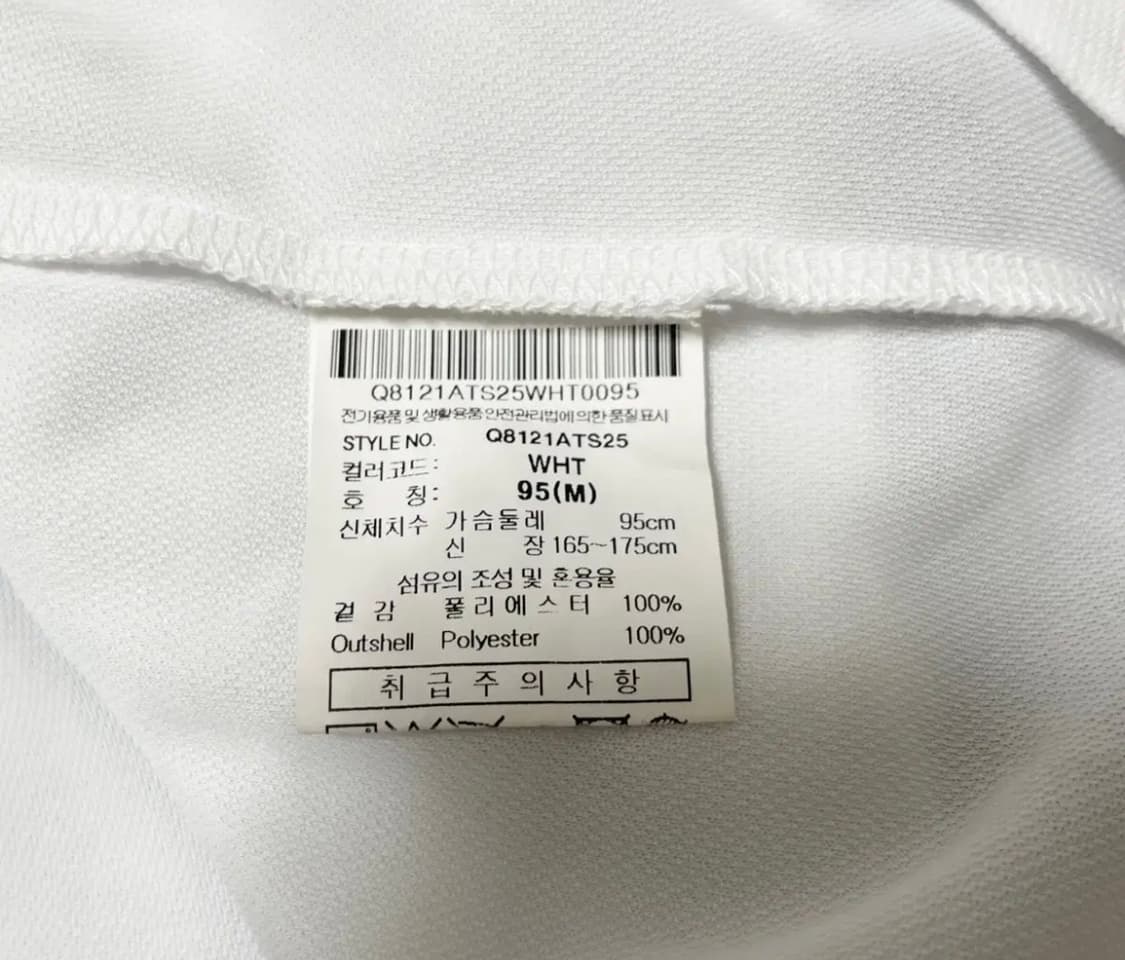 Q8121ATS25WHT0095
전기용품 및 생활용품 안전관리법에 의한 품질표시
STYLE NO. Q8121ATS25
컬러코드: WHT
호 칭: 95(M)
신체치수 가슴둘레 95cm
신 장 165~175cm
섬유의 조성 및 혼용율
겉 감 폴리에스터 100%
Outshell Polyester 100%
취급주의사항